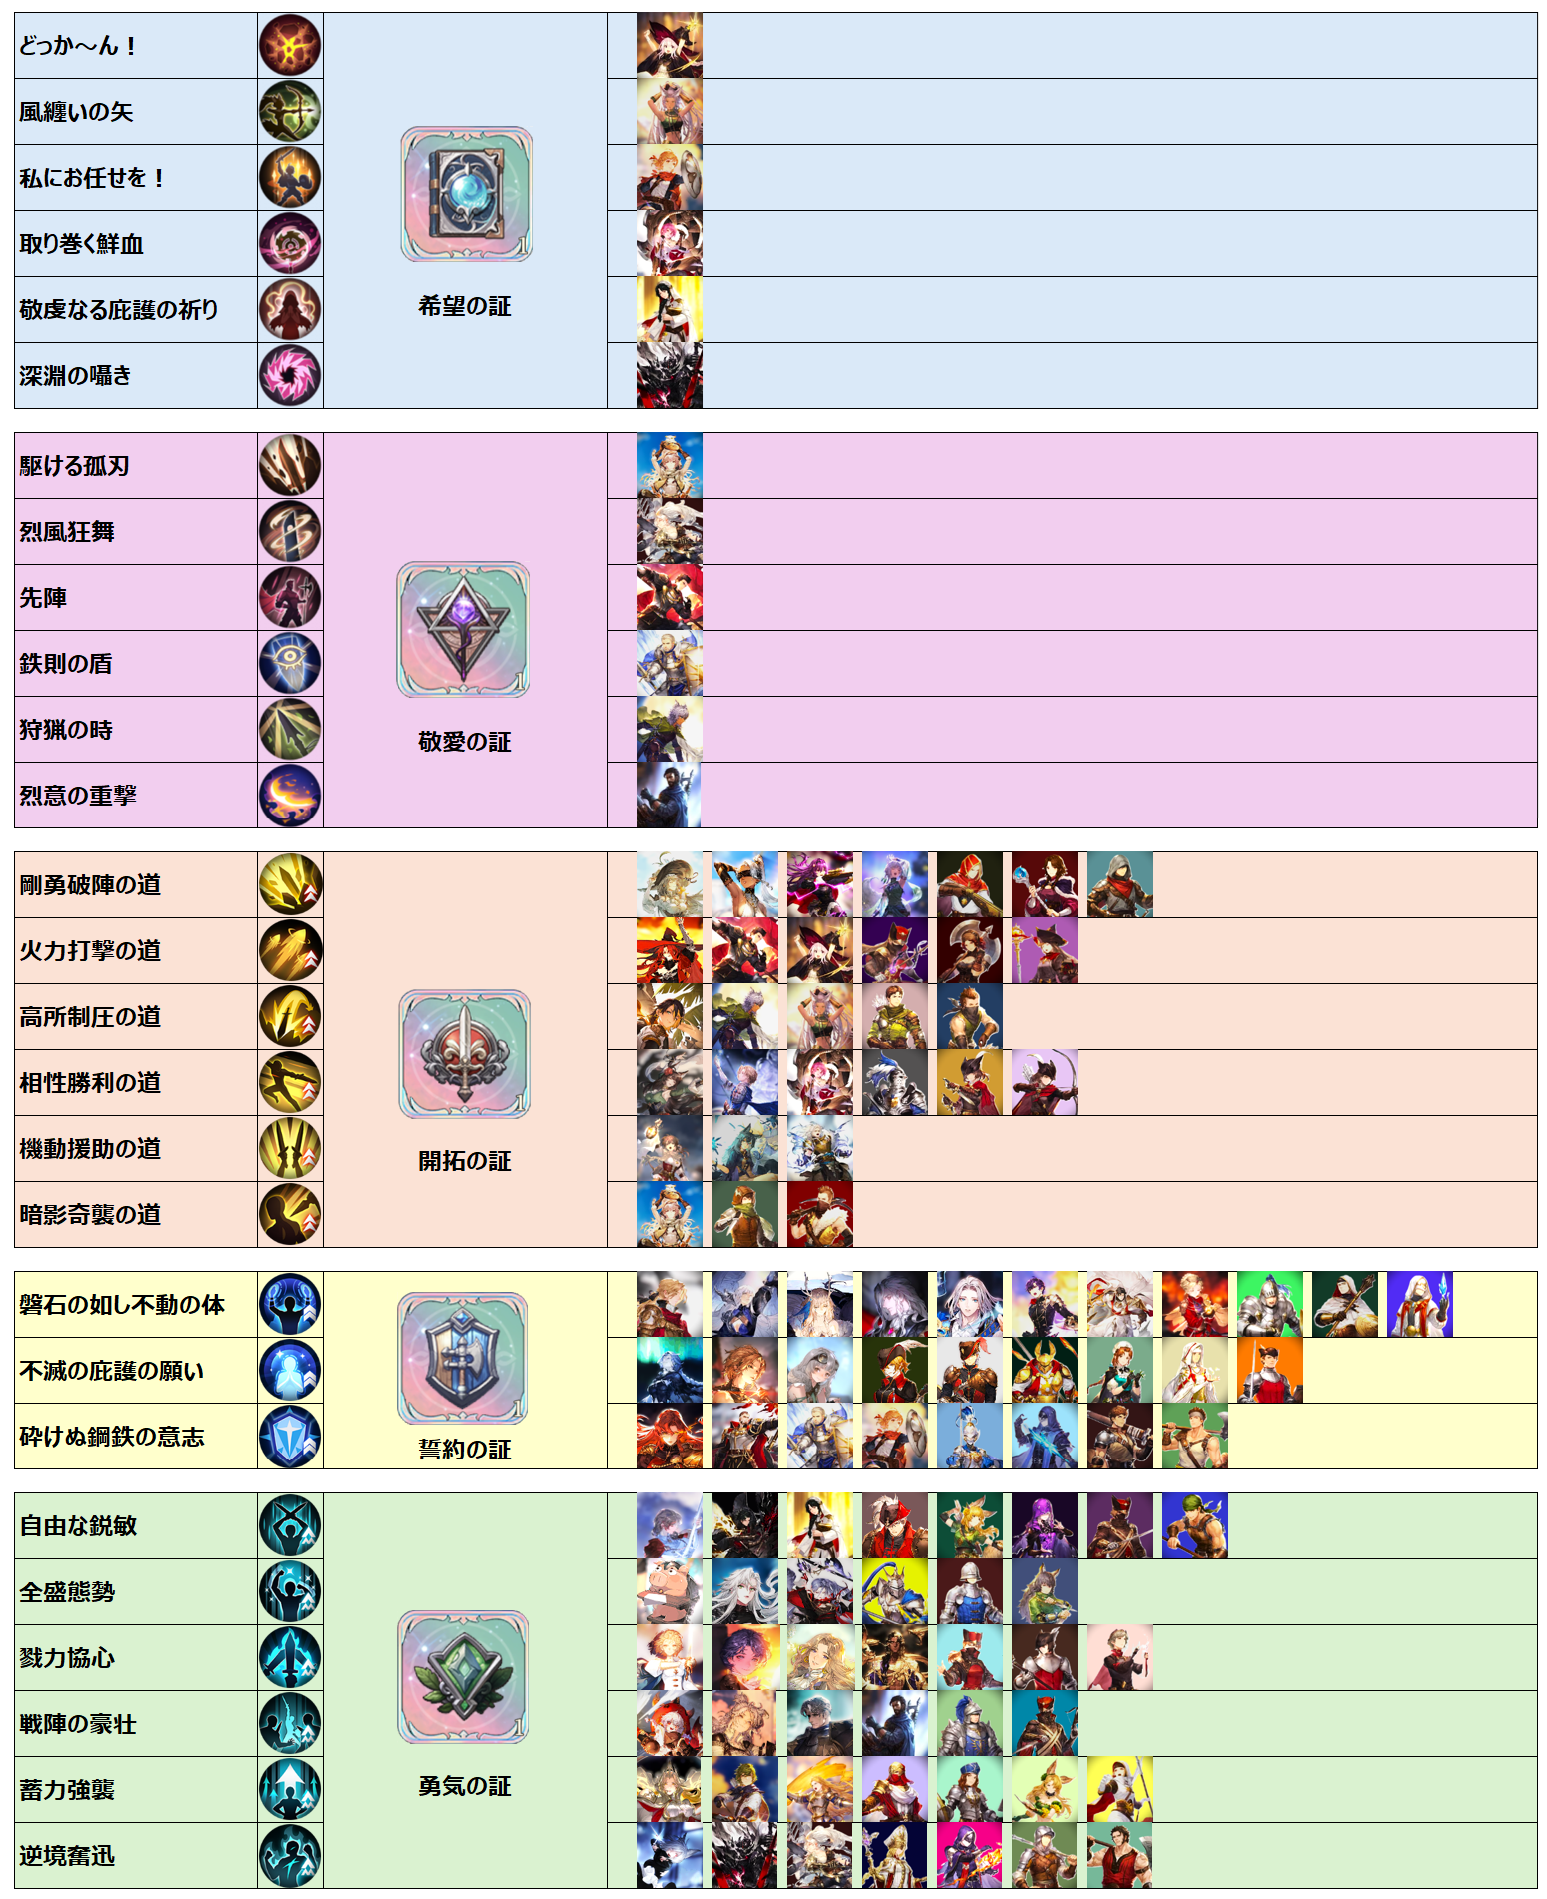 どっか～ん！
風纏いの矢
私にお任せを！
取り巻く鮮血
敬虔なる庇護の祈り
深淵の囁き
1
希望の証
駆ける孤刃
烈風狂舞
先陣
鉄則の盾
狩猟の時
烈意の重撃
1
敬愛の証
剛勇破陣の道
火力打撃の道
高所制圧の道
相性勝利の道
機動援助の道
暗影奇襲の道
1
開拓の証
磐石の如し不動の体
不滅の庇護の願い
砕けぬ鋼鉄の意志
1
誓約の証
自由な鋭敏
全盛態勢
戮力協心
戦陣の豪壮
蓄力強襲
逆境奮迅
1
勇気の証